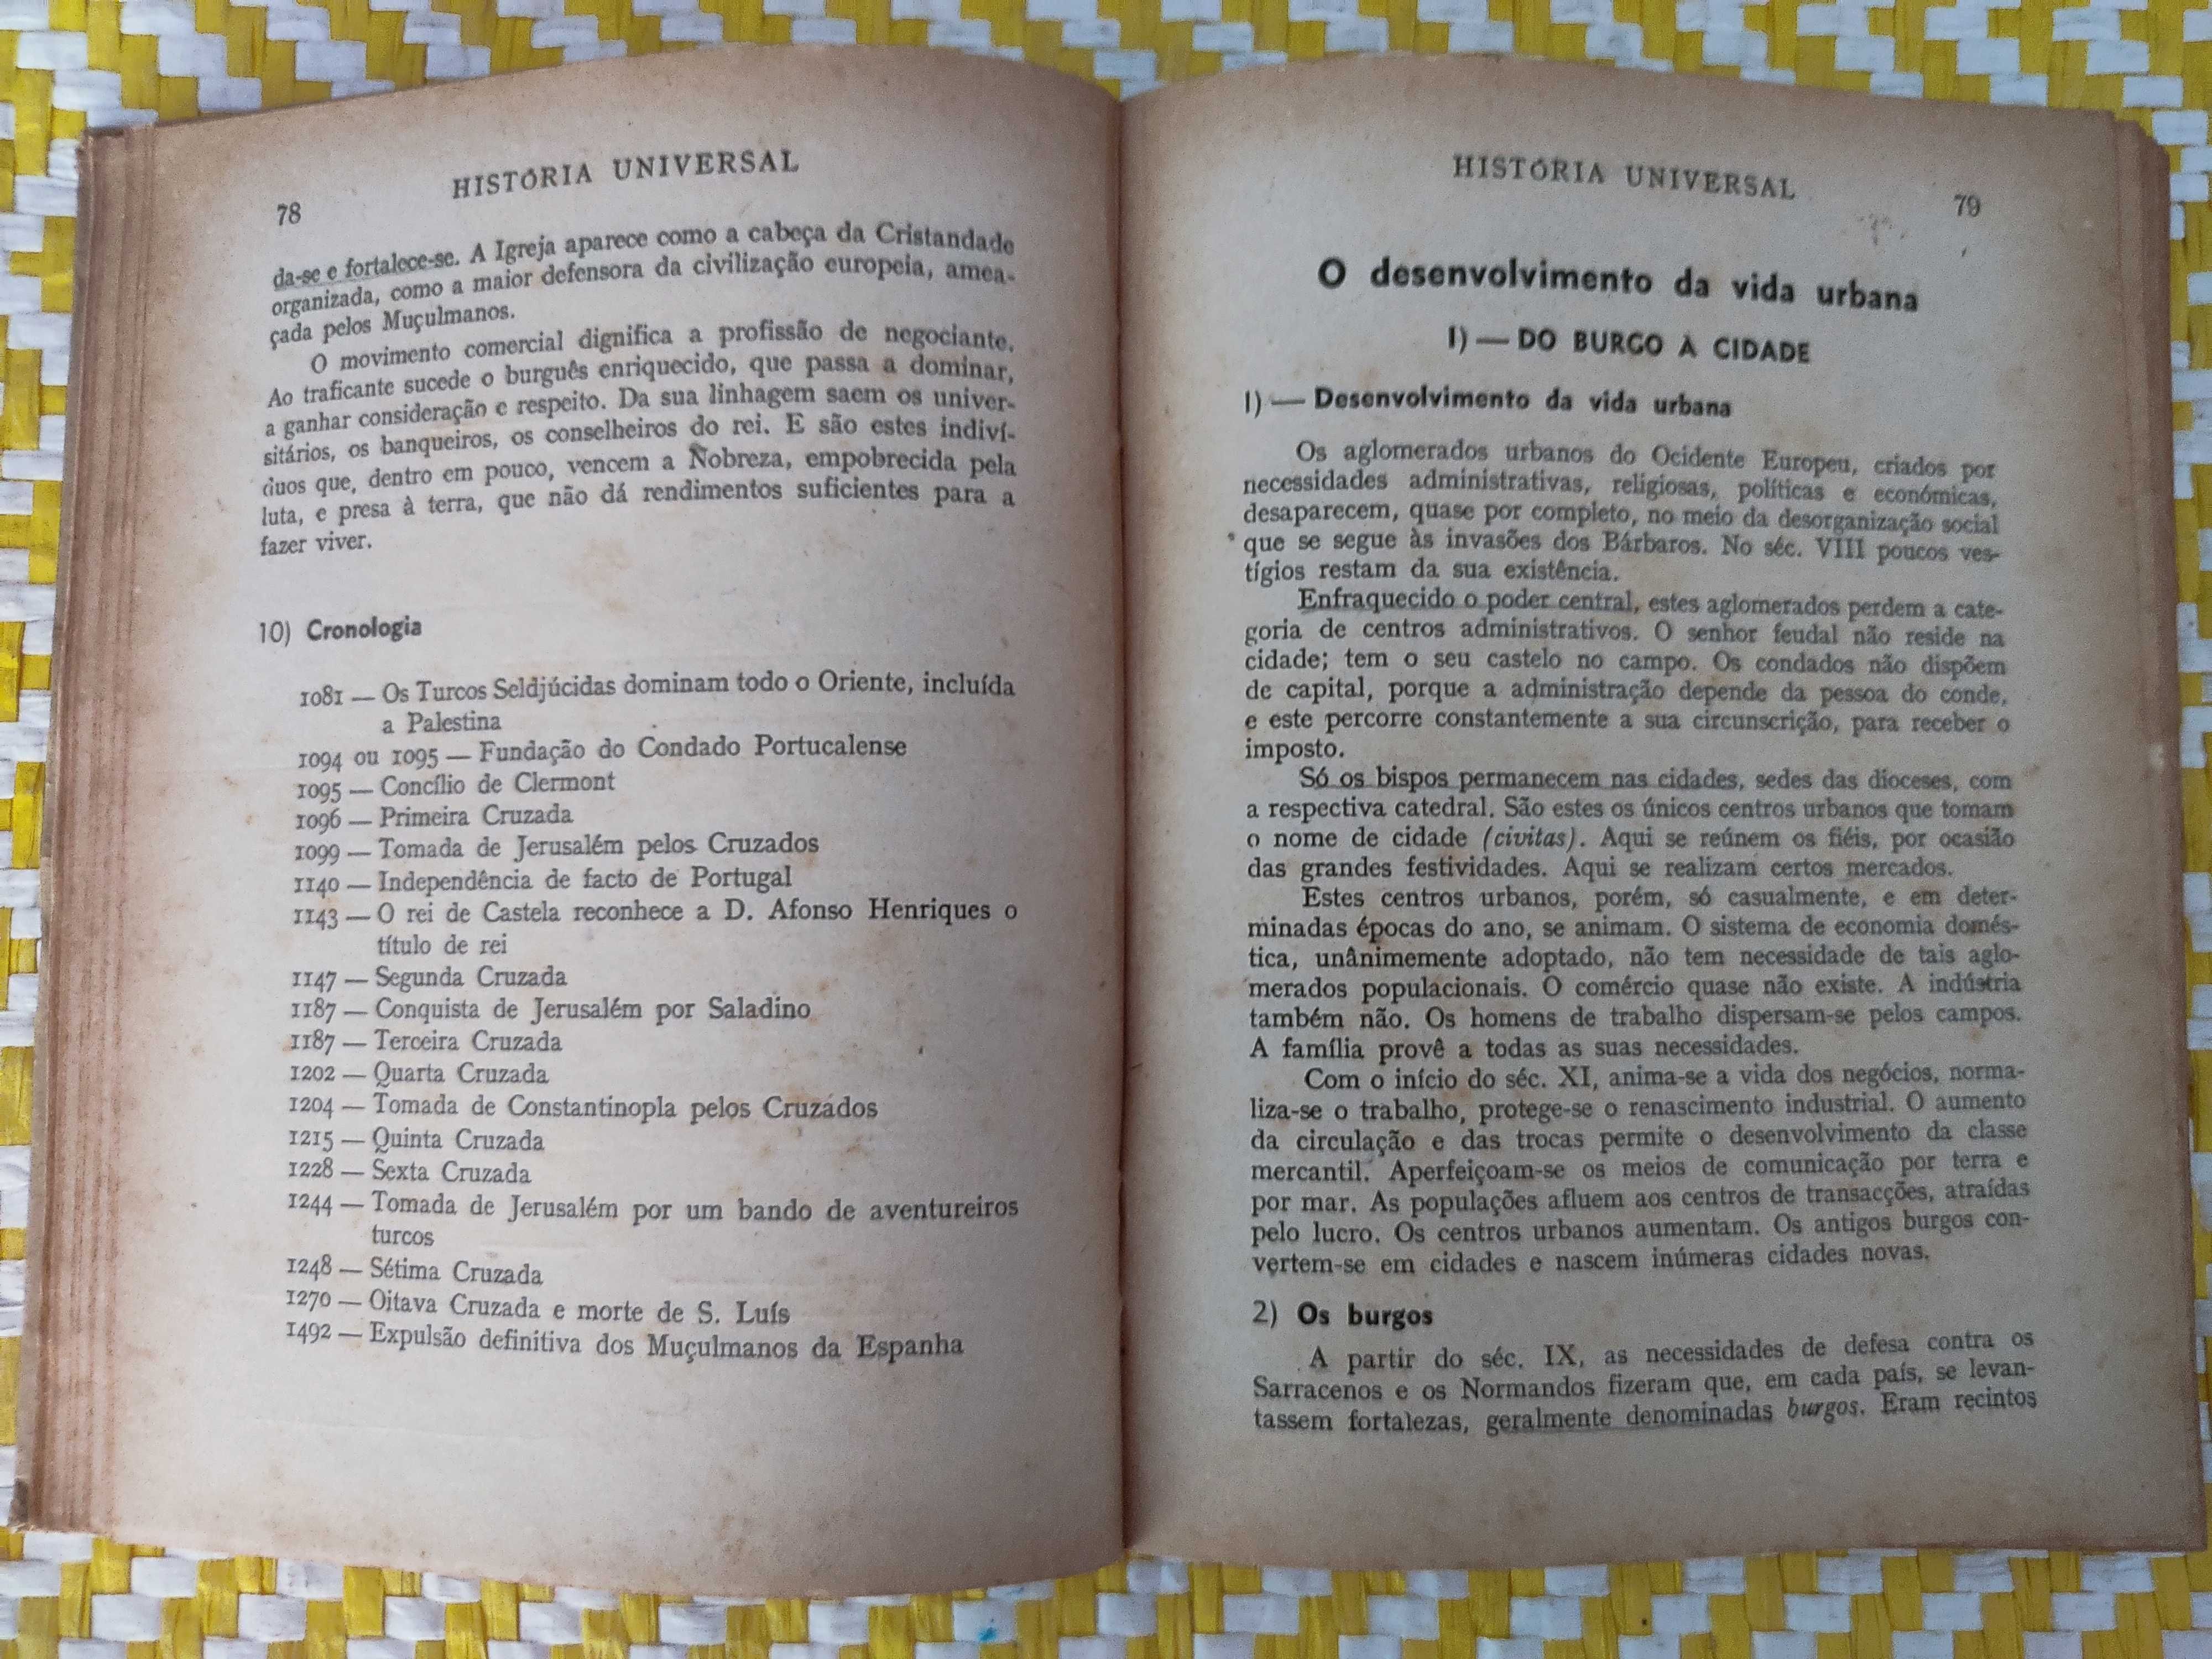 78
HISTÓRIA UNIVERSAL
da-se e fortalece-se. A Igreja aparece como a cabeça da Cristandade
organizada, como a maior defensora da civilização europeia, amea-
çada pelos Muçulmanos.
O movimento comercial dignifica a profissão de negociante.
Ao traficante sucede o burguês enriquecido, que passa a dominar,
a ganhar consideração e respeito. Da sua linhagem saem os univer-
sitários, os banqueiros, os conselheiros do rei. E são estes indiví-
duos que, dentro em pouco, vencem a Nobreza, empobrecida pela
luta, e presa à terra, que não dá rendimentos suficientes para a
fazer viver.
10) Cronologia
1081 — Os Turcos Seldjúcidas dominam todo o Oriente, incluída
a Palestina
1094 ou 1095 — Fundação do Condado Portucalense
1095 — Concílio de Clermont
1096 — Primeira Cruzada
1099 — Tomada de Jerusalém pelos Cruzados
1140 — Independência de facto de Portugal
1143 — O rei de Castela reconhece a D. Afonso Henriques o
título de rei
1147 — Segunda Cruzada
1187 — Conquista de Jerusalém por Saladino
1187 — Terceira Cruzada
1202 — Quarta Cruzada
1204 — Tomada de Constantinopla pelos Cruzados
1215 — Quinta Cruzada
1228 — Sexta Cruzada
1244 — Tomada de Jerusalém por um bando de aventureiros
turcos
1248 — Sétima Cruzada
1270 — Oitava Cruzada e morte de S. Luís
1492 — Expulsão definitiva dos Muçulmanos da Espanha
HISTÓRIA UNIVERSAL
79
O desenvolvimento da vida urbana
I) — DO BURGO À CIDADE
I) — Desenvolvimento da vida urbana
Os aglomerados urbanos do Ocidente Europeu, criados por
necessidades administrativas, religiosas, políticas e económicas,
desaparecem, quase por completo, no meio da desorganização social
que se segue às invasões dos Bárbaros. No séc. VIII poucos ves-
tígios restam da sua existência.
Enfraquecido o poder central, estes aglomerados perdem a cate-
goria de centros administrativos. O senhor feudal não reside na
cidade; tem o seu castelo no campo. Os condados não dispõem
de capital, porque a administração depende da pessoa do conde,
e este percorre constantemente a sua circunscrição, para receber o
imposto.
Só os bispos permanecem nas cidades, sedes das dioceses, com
a respectiva catedral. São estes os únicos centros urbanos que tomam
o nome de cidade (civitas). Aqui se reúnem os fiéis, por ocasião
das grandes festividades. Aqui se realizam certos mercados.
Estes centros urbanos, porém, só casualmente, e em deter-
minadas épocas do ano, se animam. O sistema de economia domés-
tica, unânimemente adoptado, não tem necessidade de tais aglo-
merados populacionais. O comércio quase não existe. A indústria
também não. Os homens de trabalho dispersam-se pelos campos.
A família provê a todas as suas necessidades.
Com o início do séc. XI, anima-se a vida dos negócios, norma-
liza-se o trabalho, protege-se o renascimento industrial. O aumento
da circulação e das trocas permite o desenvolvimento da classe
mercantil. Aperfeiçoam-se os meios de comunicação por terra e
por mar. As populações afluem aos centros de transacções, atraídas
pelo lucro. Os centros urbanos aumentam. Os antigos burgos con-
vertem-se em cidades e nascem inúmeras cidades novas.
2) Os burgos
A partir do séc. IX, as necessidades de defesa contra os
Sarracenos e os Normandos fizeram que, em cada país, se levan-
tassem fortalezas, geralmente denominadas burgos. Eram recintos